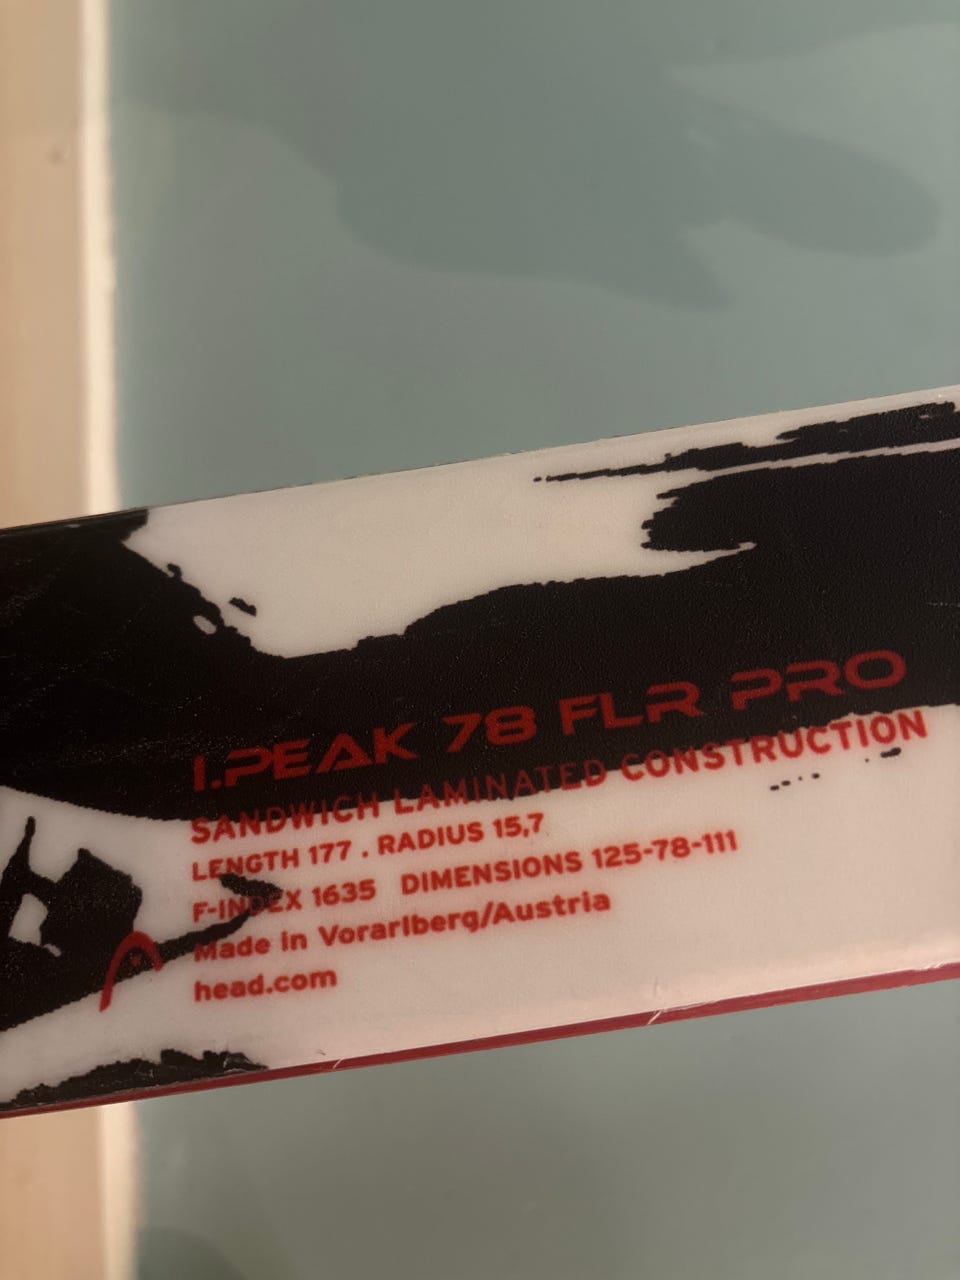 I.PEAK 78 FLR PRO
SANDWICH LAMINATED CONSTRUCTION
LENGTH 177 . RADIUS 15,7
F-INDEX 1635 DIMENSIONS 125-78-111
Made in Vorarlberg/Austria
head.com